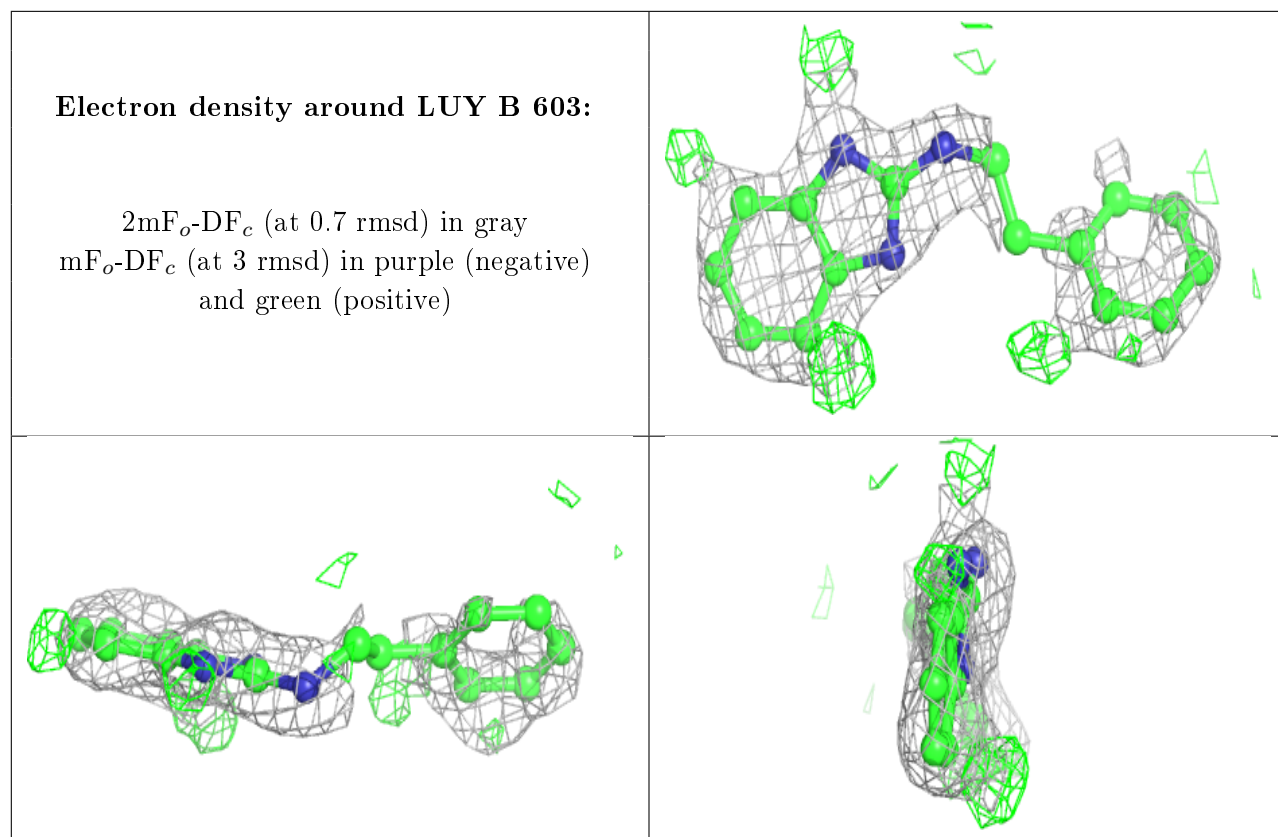 Electron density around LUY B 603:
2mFₒ-DF𝒸 (at 0.7 rmsd) in gray
mFₒ-DF𝒸 (at 3 rmsd) in purple (negative)
and green (positive)